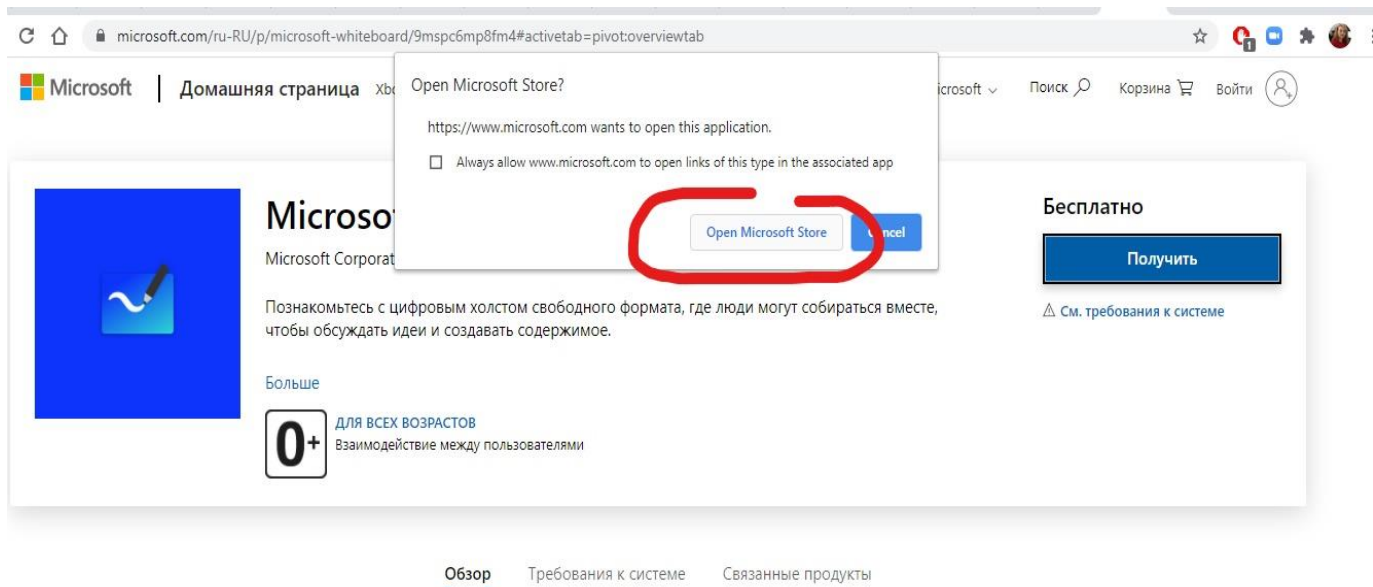 microsoft.com/ru-RU/p/microsoft-whiteboard/9mspc6mp8fm4#activetab=pivot:overviewtab
1
Microsoft
Домашняя страница
Поиск
Корзина
Войти
Open Microsoft Store?
https://www.microsoft.com wants to open this application.
Always allow www.microsoft.com to open links of this type in the associated app
Open Microsoft Store
Microsoft Corporat
Познакомьтесь с цифровым холстом свободного формата, где люди могут собираться вместе,
чтобы обсуждать идеи и создавать содержимое.
Больше
0+
ДЛЯ ВСЕХ ВОЗРАСТОВ
Взаимодействие между пользователями
Бесплатно
Получить
См. требования к системе
Обзор Требования к системе Связанные продукты